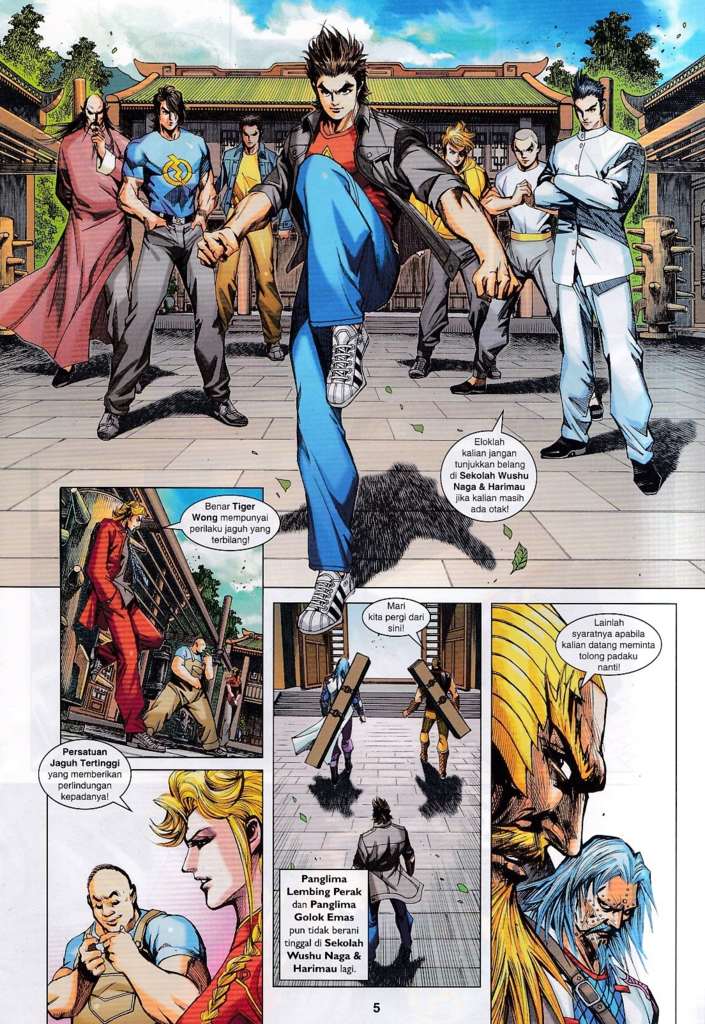 Eloklah
kalian jangan
tunjukkan belang
di Sekolah Wushu
Naga & Harimau
jika kalian masih
ada otak!
Benar Tiger
Wong mempunyai
perilaku jaguh yang
terbilang!
Persatuan
Jaguh Tertinggi
yang memberikan
perlindungan
kepadanya!
Mari
kita pergi dari
sini!
Panglima
Lembing Perak
dan Panglima
Golok Emas
pun tidak berani
tinggal di Sekolah
Wushu Naga &
Harimau lagi.
Lainlah
syaratnya apabila
kalian datang meminta
tolong padaku
nanti!
5